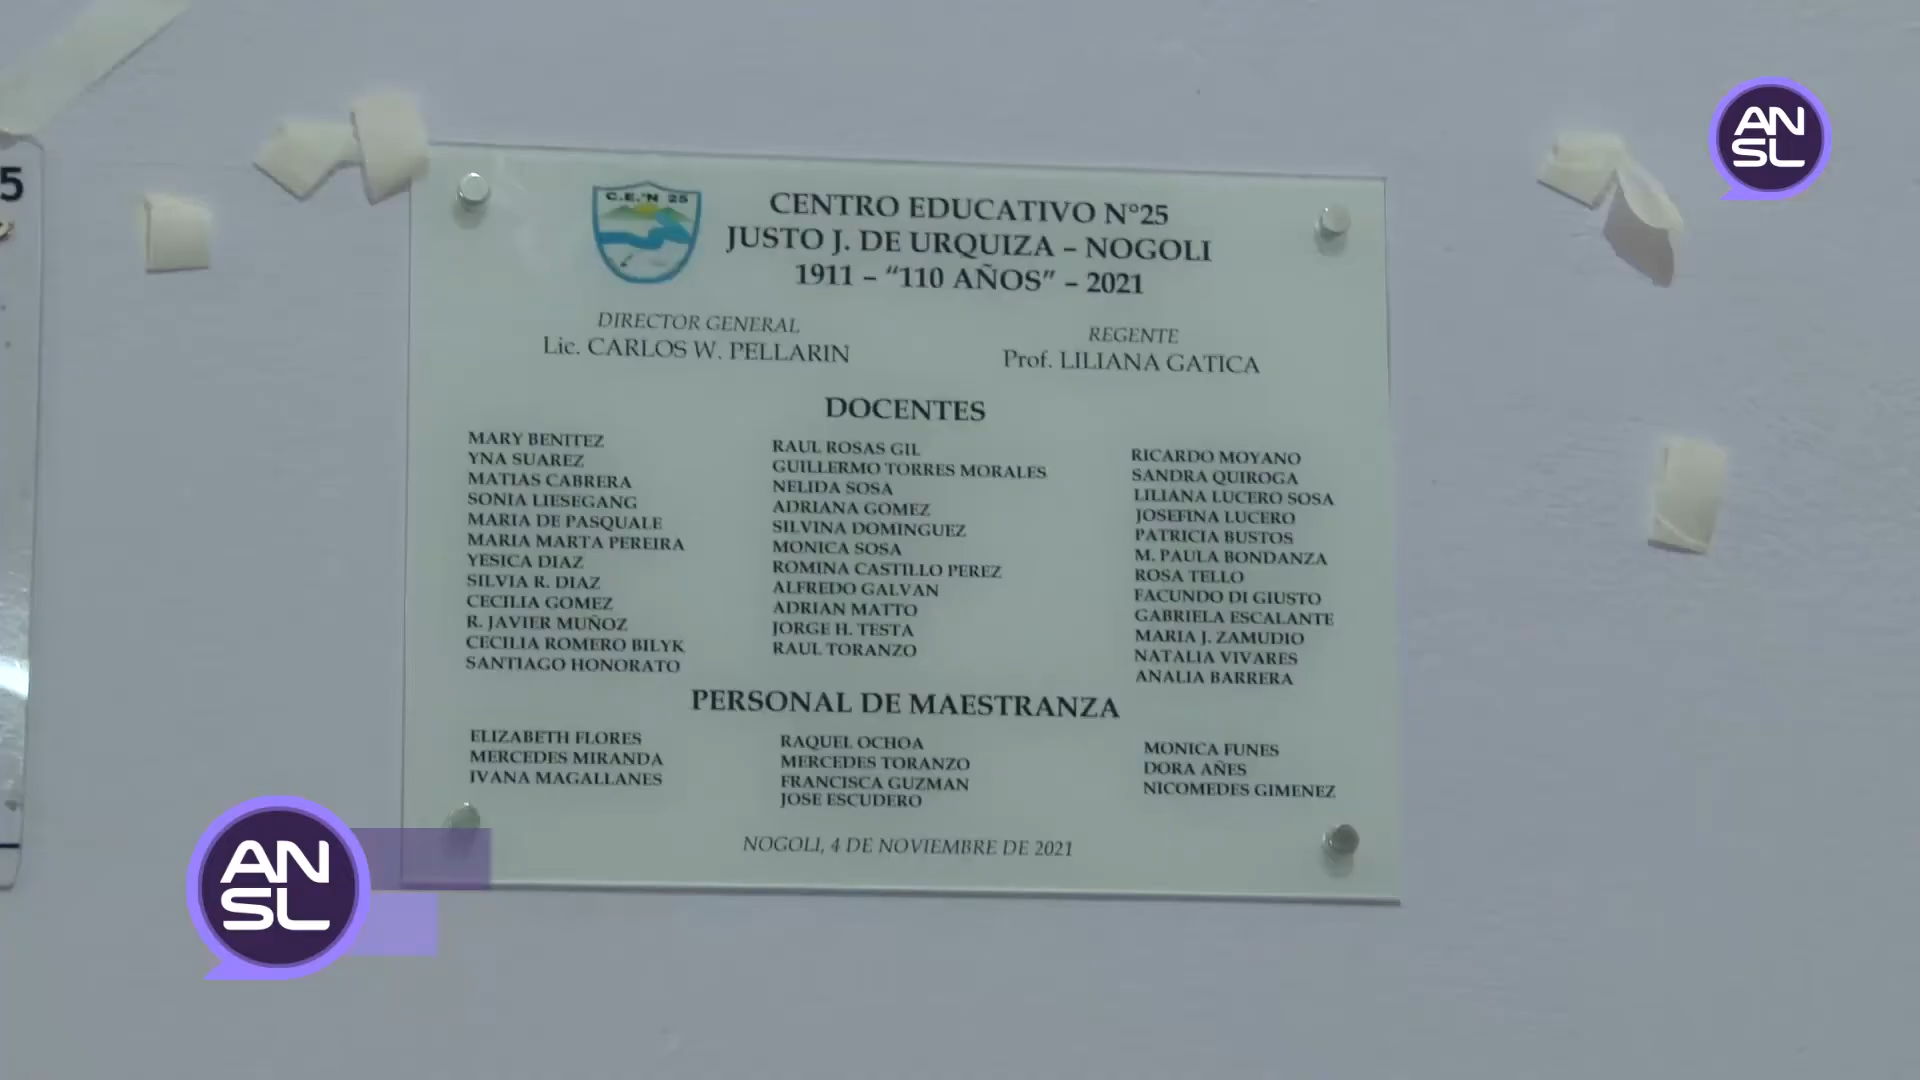 5
AN
SL
C.E. N 25
CENTRO EDUCATIVO N°25
JUSTO J. DE URQUIZA – NOGOLI
1911 – “110 AÑOS” – 2021
DIRECTOR GENERAL
Lic. CARLOS W. PELLARIN
REGENTE
Prof. LILIANA GATICA
DOCENTES
MARY BENITEZ
YNA SUAREZ
MATIAS CABRERA
SONIA LIESEGANG
MARIA DE PASQUALE
MARIA MARTA PEREIRA
YESICA DIAZ
SILVIA R. DIAZ
CECILIA GOMEZ
R. JAVIER MUÑOZ
CECILIA ROMERO BILYK
SANTIAGO HONORATO
RAUL ROSAS GIL
GUILLERMO TORRES MORALES
NELIDA SOSA
ADRIANA GOMEZ
SILVINA DOMINGUEZ
MONICA SOSA
ROMINA CASTILLO PEREZ
ALFREDO GALVAN
ADRIAN MATTO
JORGE H. TESTA
RAUL TORANZO
RICARDO MOYANO
SANDRA QUIROGA
LILIANA LUCERO SOSA
JOSEFINA LUCERO
PATRICIA BUSTOS
M. PAULA BONDANZA
ROSA TELLO
FACUNDO DI GIUSTO
GABRIELA ESCALANTE
MARIA J. ZAMUDIO
NATALIA VIVARES
ANALIA BARRERA
PERSONAL DE MAESTRANZA
ELIZABETH FLORES
MERCEDES MIRANDA
IVANA MAGALLANES
RAQUEL OCHOA
MERCEDES TORANZO
FRANCISCA GUZMAN
JOSE ESCUDERO
MONICA FUNES
DORA AÑES
NICOMEDES GIMENEZ
NOGOLI, 4 DE NOVIEMBRE DE 2021
AN
SL